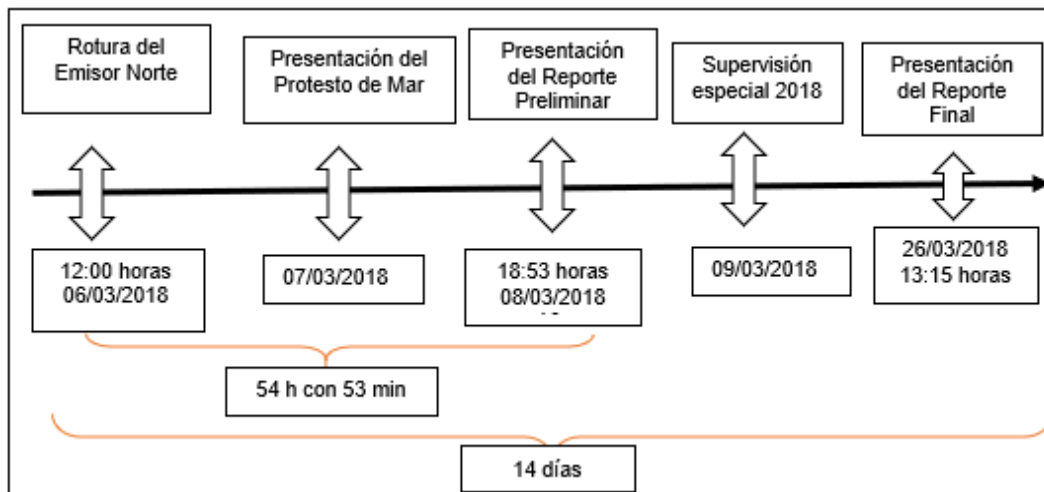 Rotura del
Emisor Norte
Presentación del
Protesto de Mar
Presentación
del Reporte
Preliminar
Supervisión
especial 2018
Presentación
del Reporte
Final
12:00 horas
06/03/2018
07/03/2018
18:53 horas
08/03/2018
09/03/2018
26/03/2018
13:15 horas
54 h con 53 min
14 días